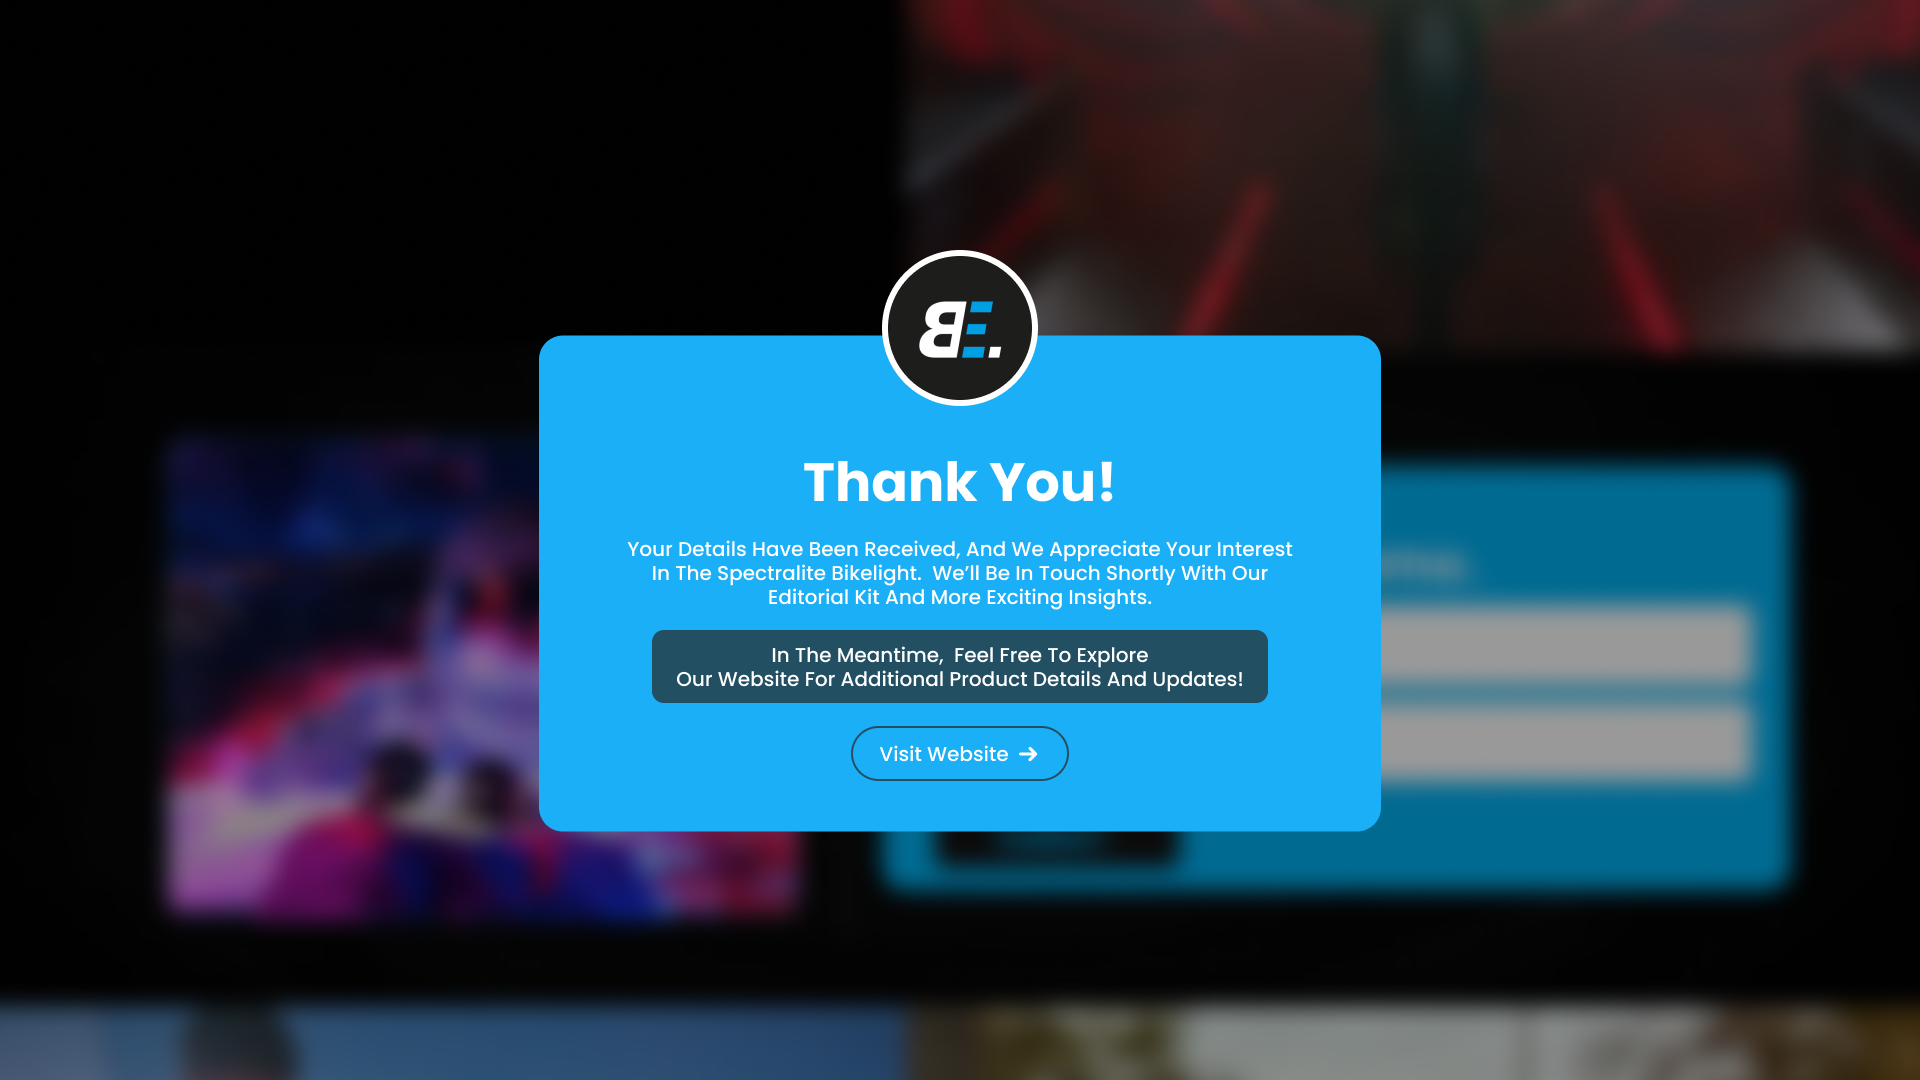 BE.
Thank You!
Your Details Have Been Received, And We Appreciate Your Interest
In The Spectralite Bikelight.  We’ll Be In Touch Shortly With Our
Editorial Kit And More Exciting Insights.
In The Meantime,  Feel Free To Explore
Our Website For Additional Product Details And Updates!
Visit Website